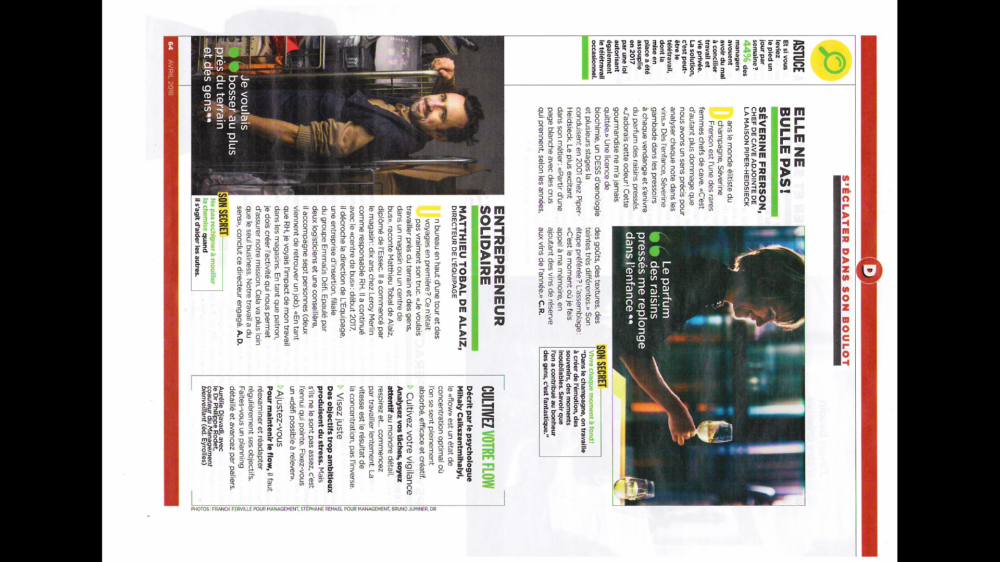 S'ÉCLATER DANS SON BOULOT
D
ASTUCE
Et si vous
leviez
le pied un
jour par
semaine?
44% des
managers
avouent
avoir du mal
à concilier
travail et
vie privée.
La solution,
c'est peut-
être le
télétravail,
dont la
mise en
place a été
assouplie
en 2017
par une loi
autorisant
également
le télétravail
occasionnel.
ELLE NE
BULLE PAS!
SÉVERINE FRERSON,
CHEF DE CAVE ADJOINTE DE
LA MAISON PIPER-HEIDSIECK
Dans le monde élitiste du
champagne, Séverine
Frerson est l'une des rares
femmes chefs de cave. «C'est
d'autant plus dommage que
nous avons un sens précis pour
analyser chaque note dans les
vins.» Dès l'enfance, Séverine
gambade dans les pressoirs
à chaque vendange et s'enivre
du parfum des raisins pressés.
«J'adorais cette odeur! Cette
gourmandise ne m'a jamais
quittée.» Une licence de
biochimie, un DESS d'œnologie
et plusieurs stages la
conduisent en 2001 chez Piper-
Heidsieck. Le plus excitant
dans son métier: «Partir d'une
page blanche avec des crus
qui prennent, selon les années,
des goûts, des textures, des
teintes très différentes.» Son
étape préférée? L'assemblage:
«C'est le moment où je fais
appel à ma mémoire, en
ajoutant des vins de réserve
aux vins de l'année.» C.R.
Le parfum
des raisins
pressés me replonge
dans l'enfance
SON SECRET
Vivre chaque moment à fond!
"Dans le champagne, on travaille
à créer de l'émotion, des
souvenirs, des moments
inoubliables. Savoir que
l'on a contribué au bonheur
des gens, c'est fantastique."
Je voulais
bosser au plus
près du terrain
et des gens
ENTREPRENEUR
SOLIDAIRE
MATTHIEU TOBAL DE ALAIZ,
DIRECTEUR DE L'ÉQUIPAGE
Un bureau en haut d'une tour et des
voyages en première? Ce n'était
pas vraiment son truc. «Je voulais
travailler près du terrain et des gens,
dans un magasin ou un centre de
bus», raconte Matthieu Tobal de Alaiz,
diplômé de l'Essec. Il a commencé par
le magasin: dix ans chez Leroy Merlin
comme responsable RH. Il a continué
avec le «centre de bus»: début 2017,
il décroche la direction de L'Equipage,
une entreprise d'insertion, filiale
du groupe Emmaüs Défi. Epaulé par
deux logisticiens et une conseillère,
il accompagne sept personnes (deux
viennent de retrouver un job). «En tant
que RH, je voyais l'impact de mon travail
dans les magasins. En tant que patron,
je dois créer l'activité qui nous permet
d'assurer notre mission. Cela va plus loin
que le seul business. Notre travail a du
sens», conclut ce directeur engagé. A.D.
SON SECRET
Ne pas rechigner à mouiller
la chemise quand
il s'agit d'aider les autres.
CULTIVEZ VOTRE FLOW
Décrit par le psychologue
Mihaly Csikszentmihalyi,
le «flow» est un état de
concentration optimal où
l'on se sent pleinement
absorbé, efficace et créatif.
Cultivez votre vigilance
Analysez vos tâches, soyez
attentif au moindre détail,
respirez et... commencez
par travailler lentement. La
vitesse est le résultat de
la concentration, pas l'inverse.
Visez juste
Des objectifs trop ambitieux
produisent du stress. Mais
s'ils ne le sont pas assez, c'est
l'ennui qui pointe. Fixez-vous
un «défi possible à relever».
Ajustez-vous
Pour maintenir le flow, il faut
réexaminer et réadapter
régulièrement ses objectifs.
Faites-vous un planning
détaillé et avancez par paliers.
Aurélie Djavadi, avec
le Dr Philippe Rodet,
coauteur du Management
bienveillant (éd. Eyrolles)
PHOTOS: FRANCK FERVILLE POUR MANAGEMENT, STÉPHANE REMAEL POUR MANAGEMENT, BRUNO JUMINER, DR
64 AVRIL 2018